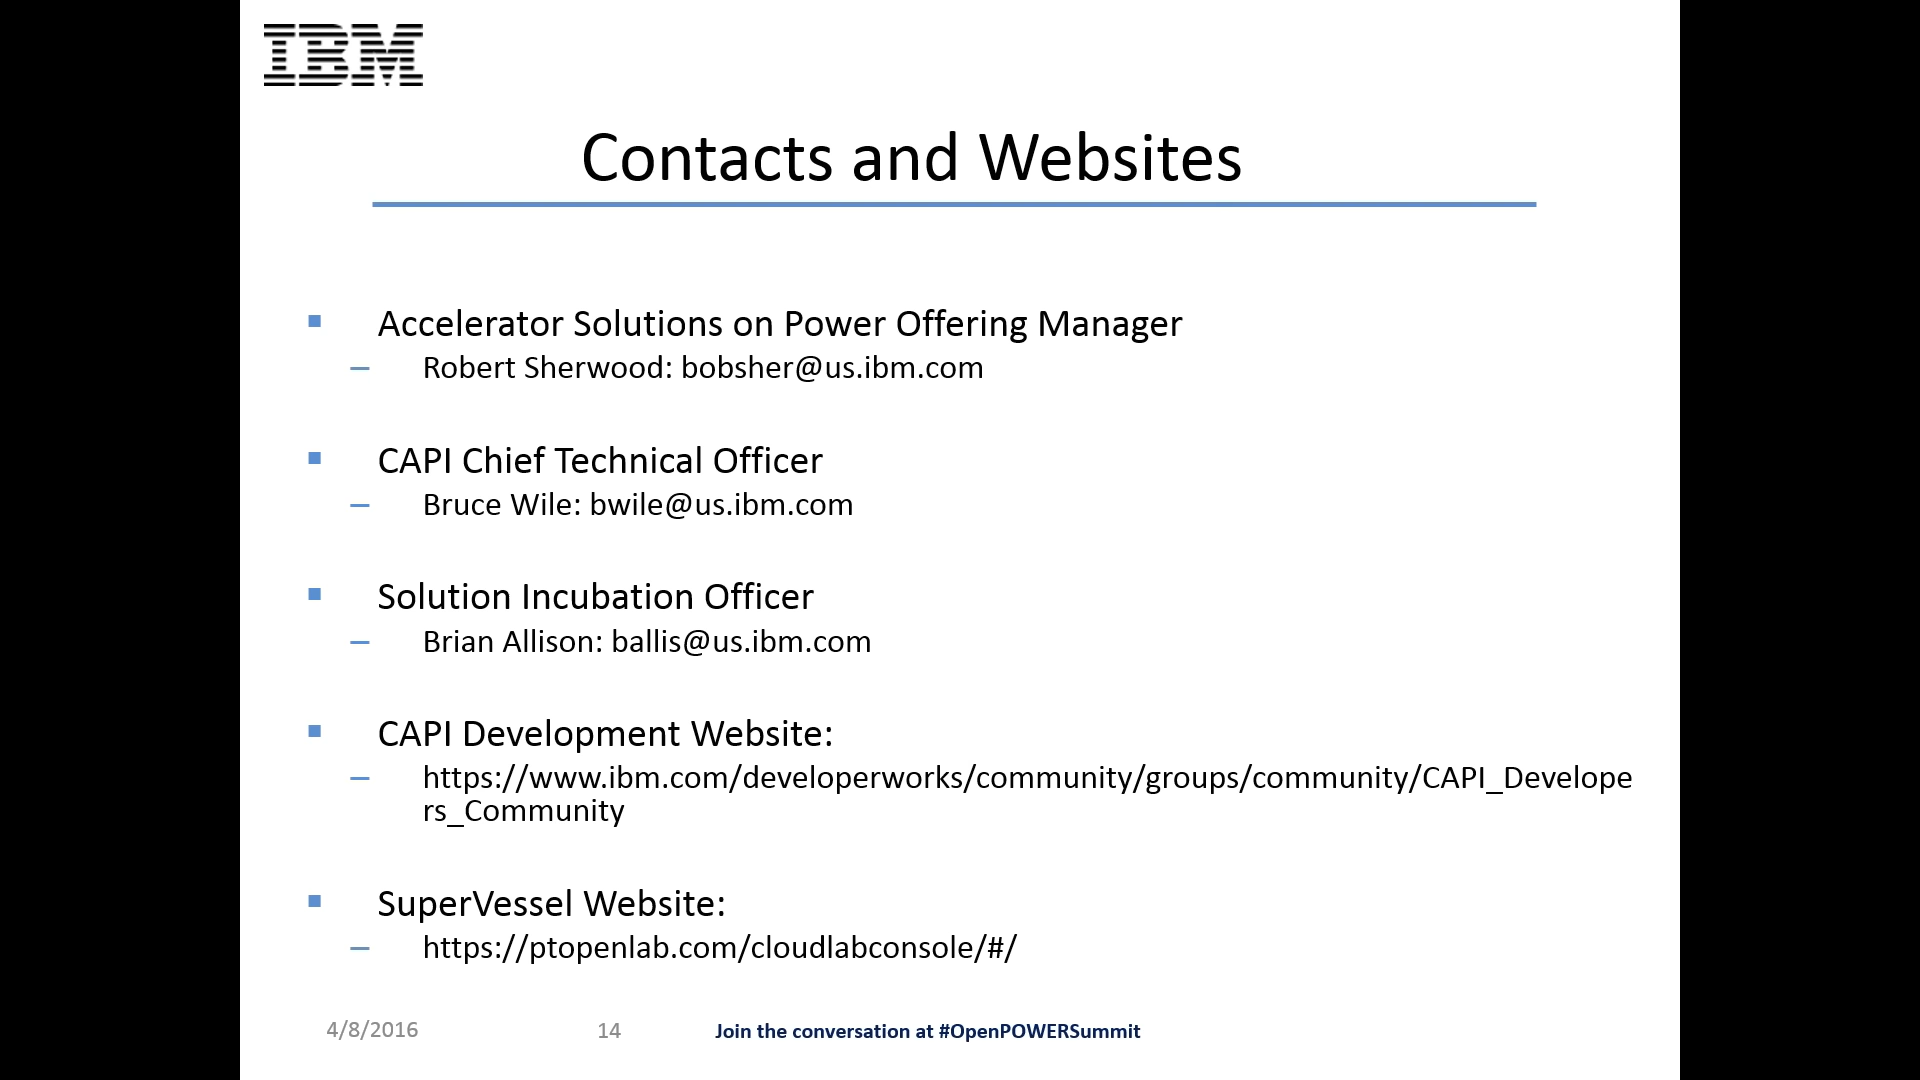 IBM
Contacts and Websites
Accelerator Solutions on Power Offering Manager
– Robert Sherwood: bobsher@us.ibm.com
CAPI Chief Technical Officer
– Bruce Wile: bwile@us.ibm.com
Solution Incubation Officer
– Brian Allison: ballis@us.ibm.com
CAPI Development Website:
– https://www.ibm.com/developerworks/community/groups/community/CAPI_Develope
rs_Community
SuperVessel Website:
– https://ptopenlab.com/cloudlabconsole/#/
4/8/2016 14 Join the conversation at #OpenPOWERSummit